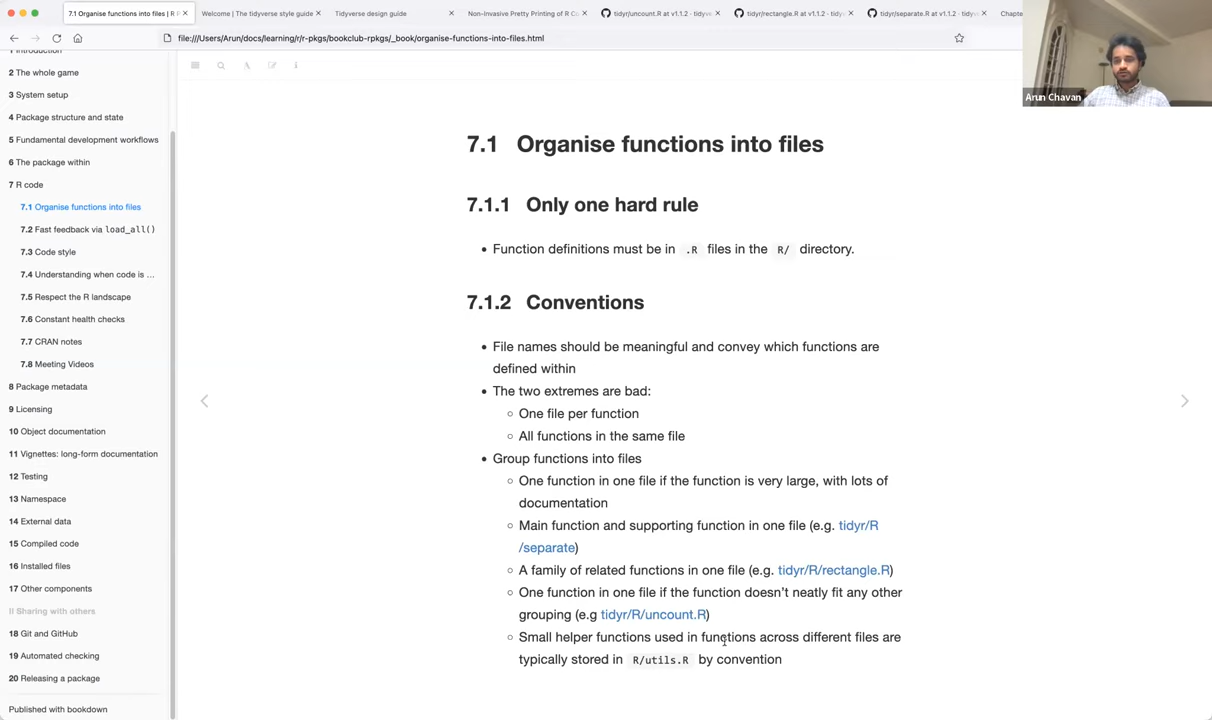 7.1 Organise functions into files | R P
Welcome | The tidyverse style guide
Tidyverse design guide
Non-Invasive Pretty Printing of R C
tidyr/uncount.R at v1.1.2 · tidyve
tidyr/rectangle.R at v1.1.2 · tidyv
tidyr/separate.R at v1.1.2 · tidyv
Chapte
file:///Users/Arun/docs/learning/r/r-pkgs/bookclub-rpkgs/_book/organise-functions-into-files.html
Arun Chavan
1 Introduction
2 The whole game
3 System setup
4 Package structure and state
5 Fundamental development workflows
6 The package within
7 R code
7.1 Organise functions into files
7.2 Fast feedback via load_all()
7.3 Code style
7.4 Understanding when code is ...
7.5 Respect the R landscape
7.6 Constant health checks
7.7 CRAN notes
7.8 Meeting Videos
8 Package metadata
9 Licensing
10 Object documentation
11 Vignettes: long-form documentation
12 Testing
13 Namespace
14 External data
15 Compiled code
16 Installed files
17 Other components
II Sharing with others
18 Git and GitHub
19 Automated checking
20 Releasing a package
Published with bookdown
7.1 Organise functions into files
7.1.1 Only one hard rule
• Function definitions must be in .R files in the R/ directory.
7.1.2 Conventions
• File names should be meaningful and convey which functions are
defined within
• The two extremes are bad:
○ One file per function
○ All functions in the same file
• Group functions into files
○ One function in one file if the function is very large, with lots of
documentation
○ Main function and supporting function in one file (e.g. tidyr/R
/separate)
○ A family of related functions in one file (e.g. tidyr/R/rectangle.R)
○ One function in one file if the function doesn't neatly fit any other
grouping (e.g tidyr/R/uncount.R)
○ Small helper functions used in functions across different files are
typically stored in R/utils.R by convention